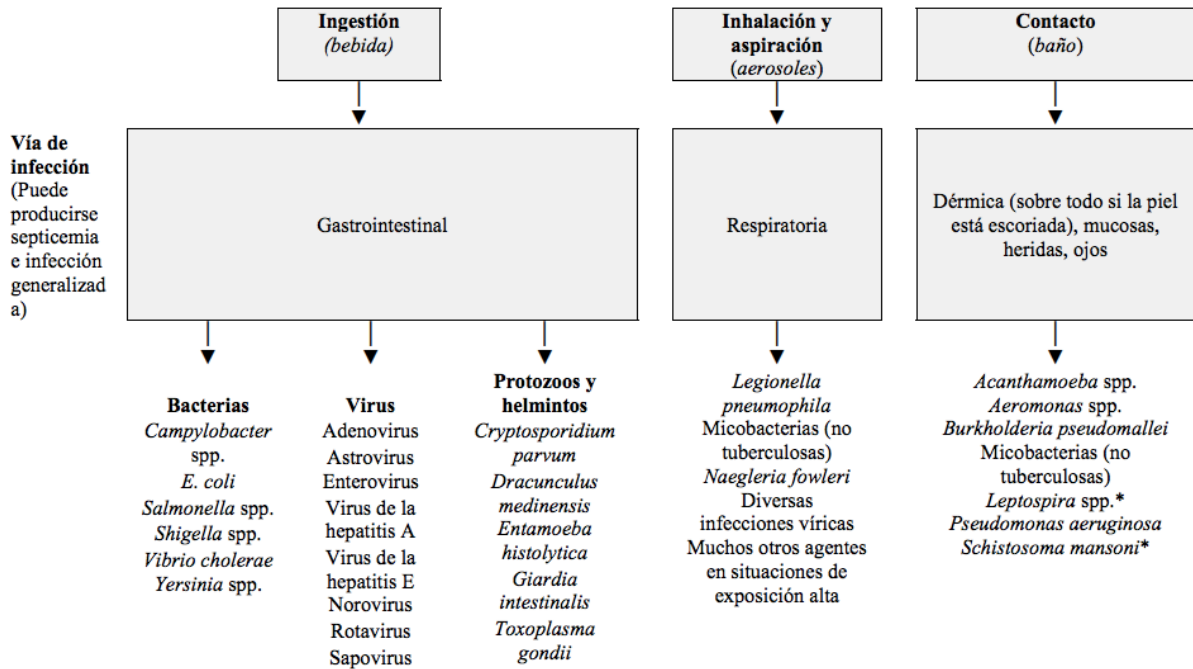 Ingestión
(bebida)
Inhalación y
aspiración
(aerosoles)
Contacto
(baño)
Vía de
infección
(Puede
producirse
septicemia
e infección
generalizad
a)
Gastrointestinal
Respiratoria
Dérmica (sobre todo si la piel
está escoriada), mucosas,
heridas, ojos
Bacterias
Campylobacter
spp.
E. coli
Salmonella spp.
Shigella spp.
Vibrio cholerae
Yersinia spp.
Virus
Adenovirus
Astrovirus
Enterovirus
Virus de la
hepatitis A
Virus de la
hepatitis E
Norovirus
Rotavirus
Sapovirus
Protozoos y
helmintos
Cryptosporidium
parvum
Dracunculus
medinensis
Entamoeba
histolytica
Giardia
intestinalis
Toxoplasma
gondii
Legionella
pneumophila
Micobacterias (no
tuberculosas)
Naegleria fowleri
Diversas
infecciones víricas
Muchos otros agentes
en situaciones de
exposición alta
Acanthamoeba spp.
Aeromonas spp.
Burkholderia pseudomallei
Micobacterias (no
tuberculosas)
Leptospira spp.*
Pseudomonas aeruginosa
Schistosoma mansoni*